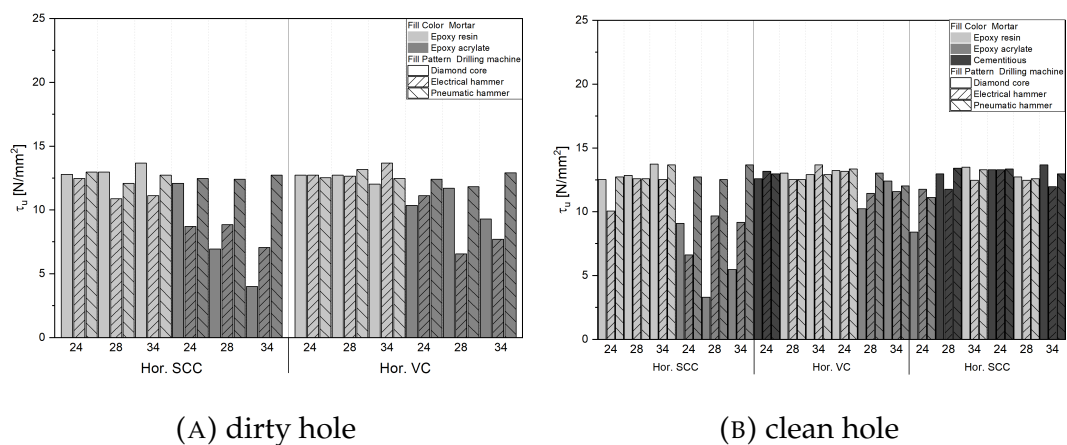 25
20
15
10
5
0
τu [N/mm²]
Fill Color Mortar
Epoxy resin
Epoxy acrylate
Fill Pattern Drilling machine
Diamond core
Electrical hammer
Pneumatic hammer
24 28 34 24 28 34 24 28 34 24 28 34
Hor. SCC Hor. VC
(A) dirty hole
25
20
15
10
5
0
τu [N/mm²]
Fill Color Mortar
Epoxy resin
Epoxy acrylate
Cementitious
Fill Pattern Drilling machine
Diamond core
Electrical hammer
Pneumatic hammer
24 28 34 24 28 34 24 28 34 24 28 34 24 28 34 24 28 34
Hor. SCC Hor. VC Hor. SCC
(B) clean hole